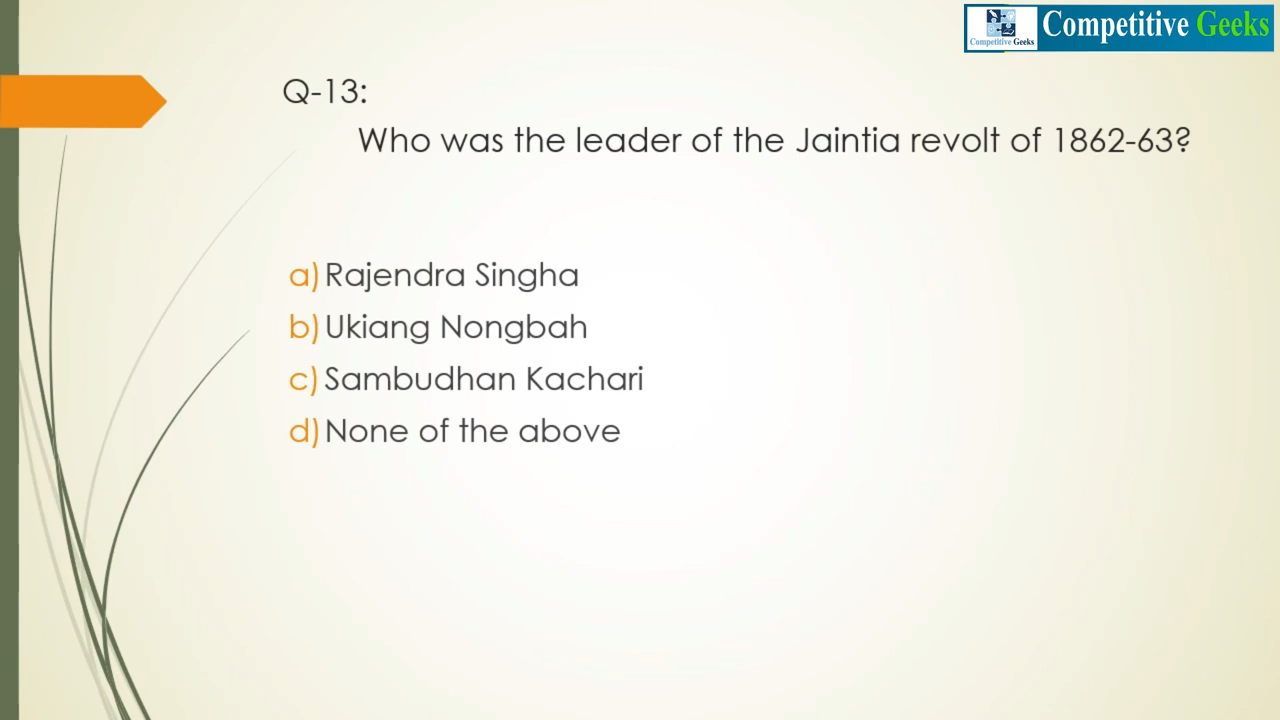 Competitive Geeks
Competitive Geeks
Q-13:
Who was the leader of the Jaintia revolt of 1862-63?
a) Rajendra Singha
b) Ukiang Nongbah
c) Sambudhan Kachari
d) None of the above